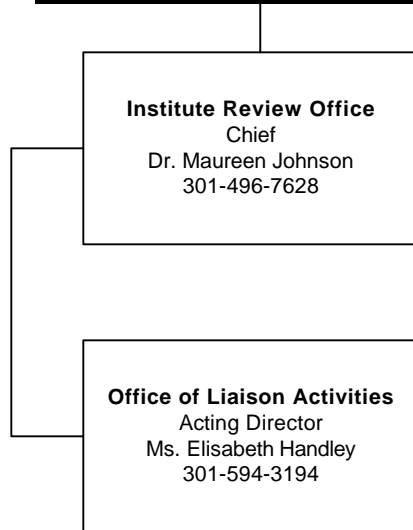 Institute Review Office
Chief
Dr. Maureen Johnson
301-496-7628
Office of Liaison Activities
Acting Director
Ms. Elisabeth Handley
301-594-3194